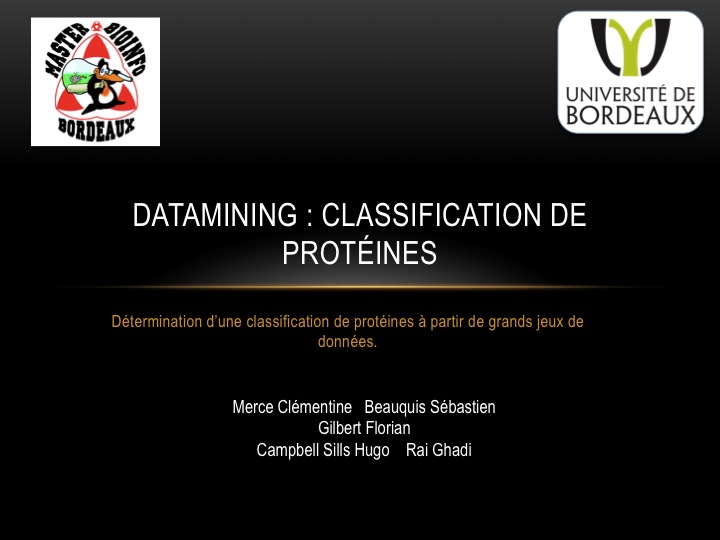 MASTER BIOINFO
BORDEAUX
UNIVERSITÉ DE
BORDEAUX
DATAMINING : CLASSIFICATION DE
PROTÉINES
Détermination d’une classification de protéines à partir de grands jeux de
données.
Merce Clémentine Beauquis Sébastien
Gilbert Florian
Campbell Sills Hugo Rai Ghadi